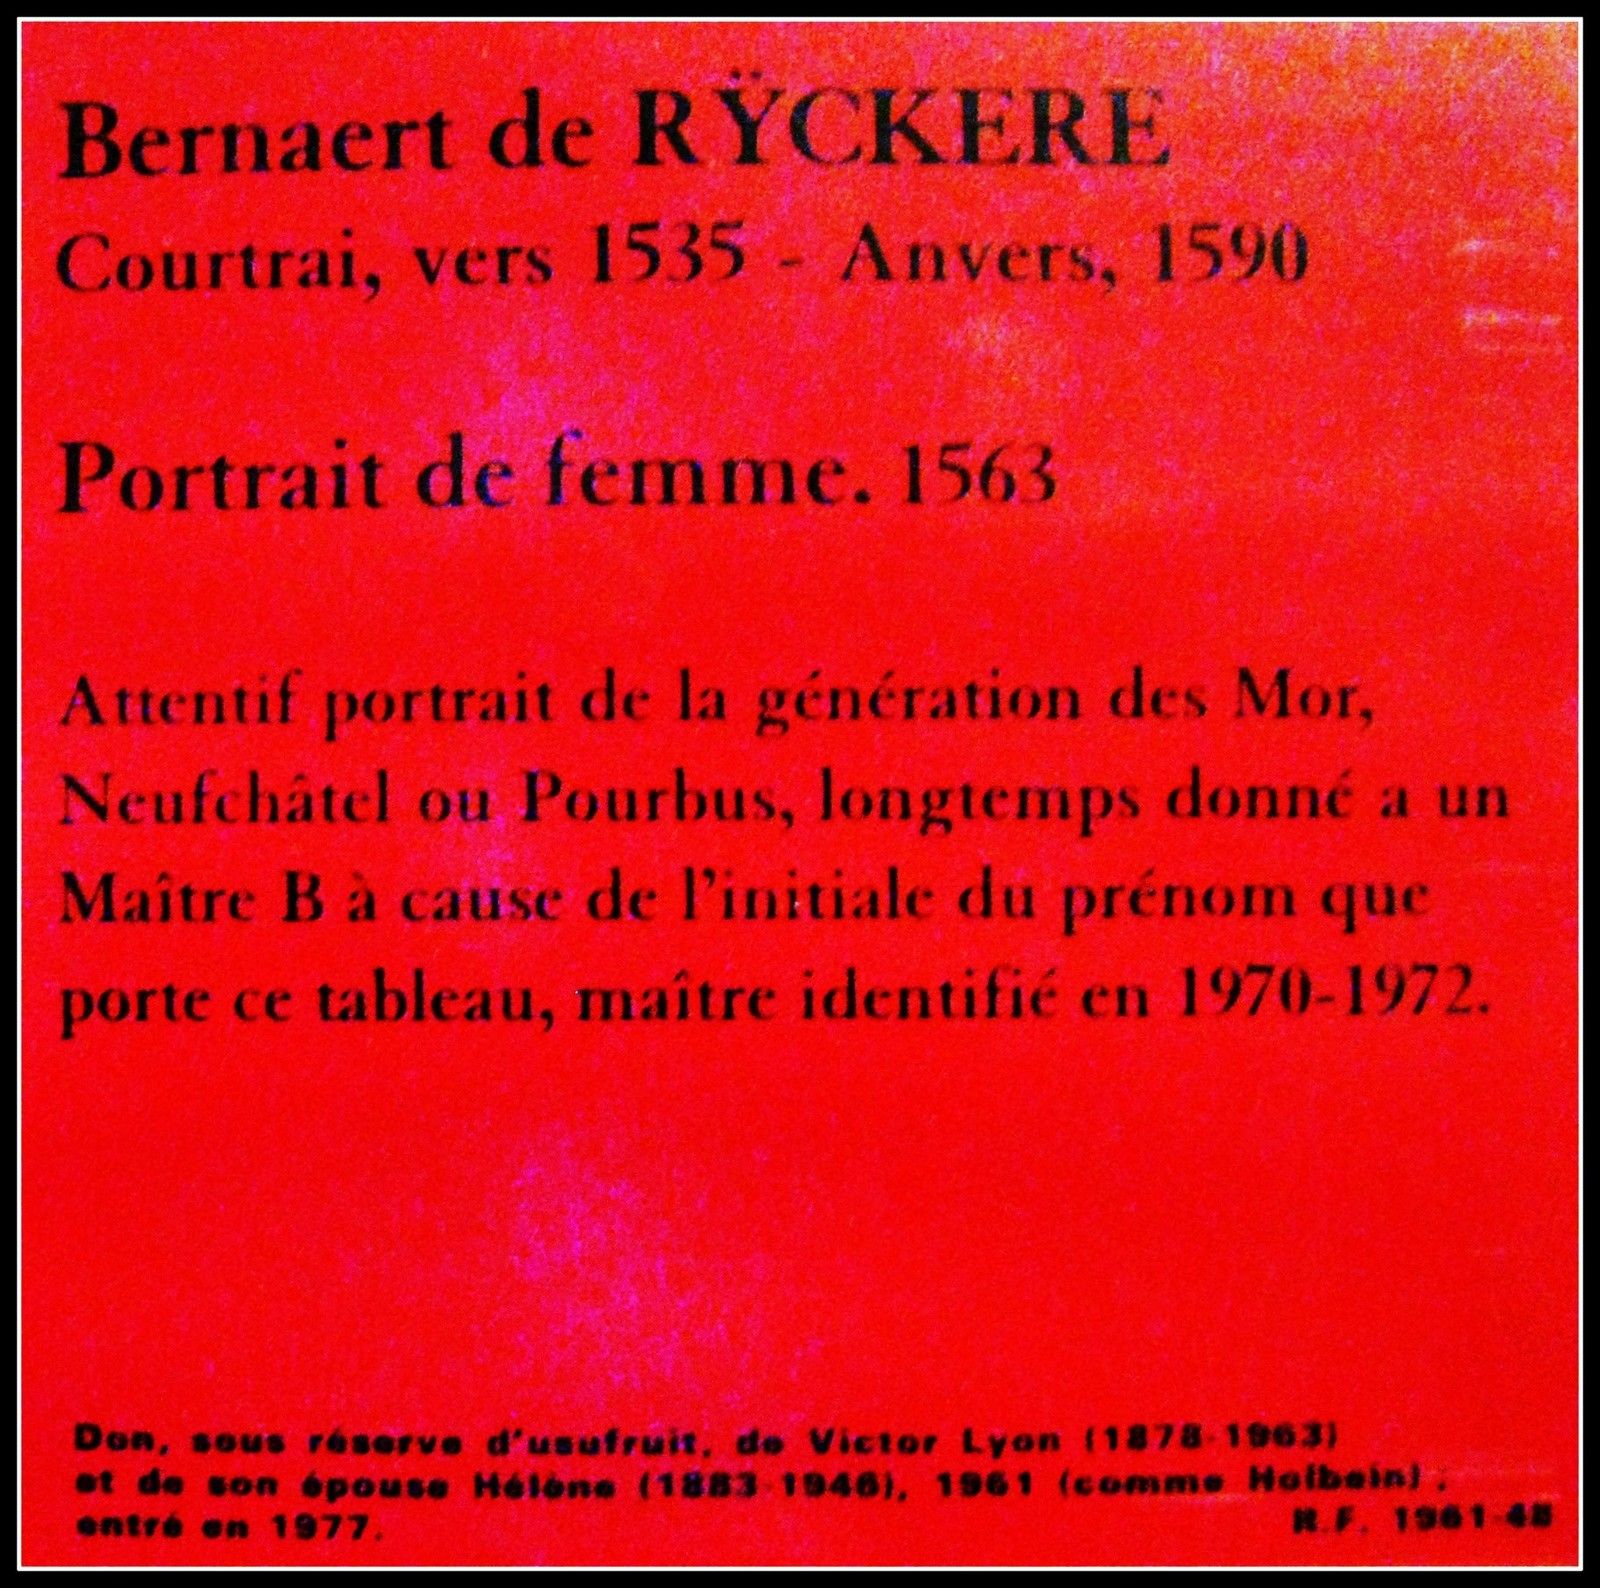 Bernaert de RŸCKERE
Courtrai, vers 1535 - Anvers, 1590
Portrait de femme. 1563
Attentif portrait de la génération des Mor,
Neufchâtel ou Pourbus, longtemps donné a un
Maître B à cause de l'initiale du prénom que
porte ce tableau, maître identifié en 1970-1972.
Don, sous réserve d'usufruit, de Victor Lyon (1878-1963)
et de son épouse Hélène (1883-1946), 1961 (comme Holbein) ;
entré en 1977.
R.F. 1961-48